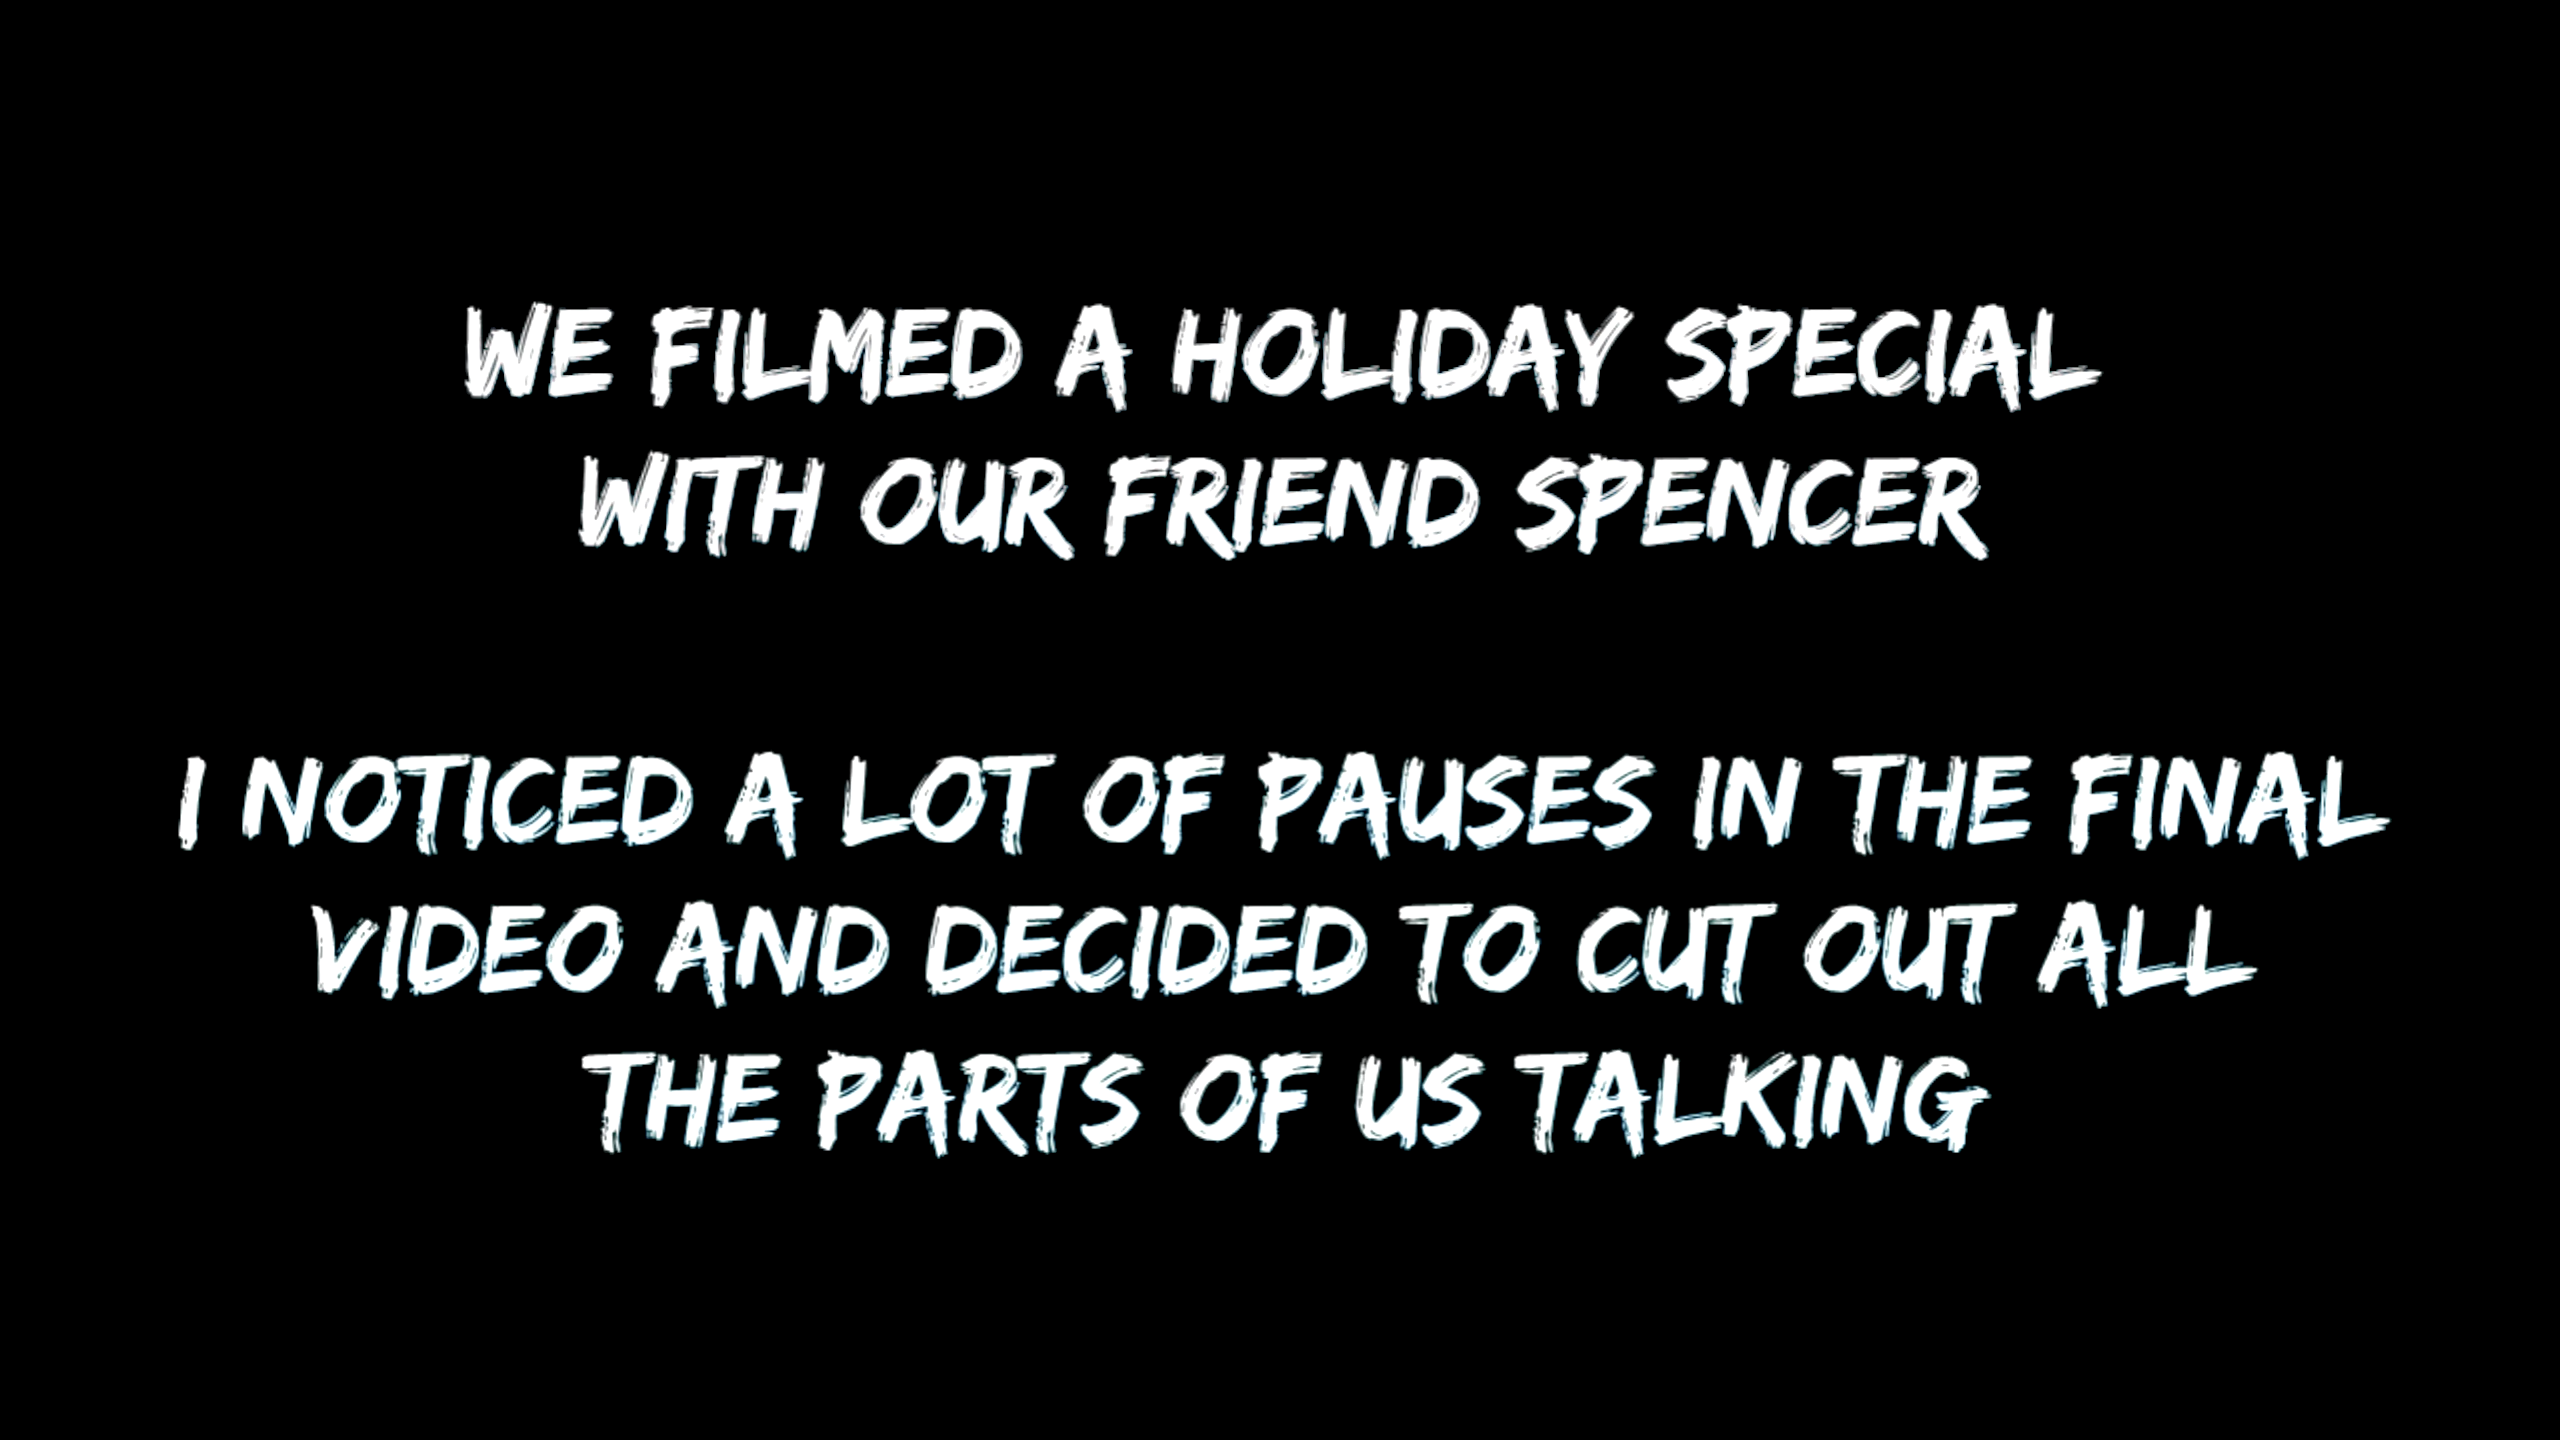 WE FILMED A HOLIDAY SPECIAL
WITH OUR FRIEND SPENCER
I NOTICED A LOT OF PAUSES IN THE FINAL
VIDEO AND DECIDED TO CUT OUT ALL
THE PARTS OF US TALKING